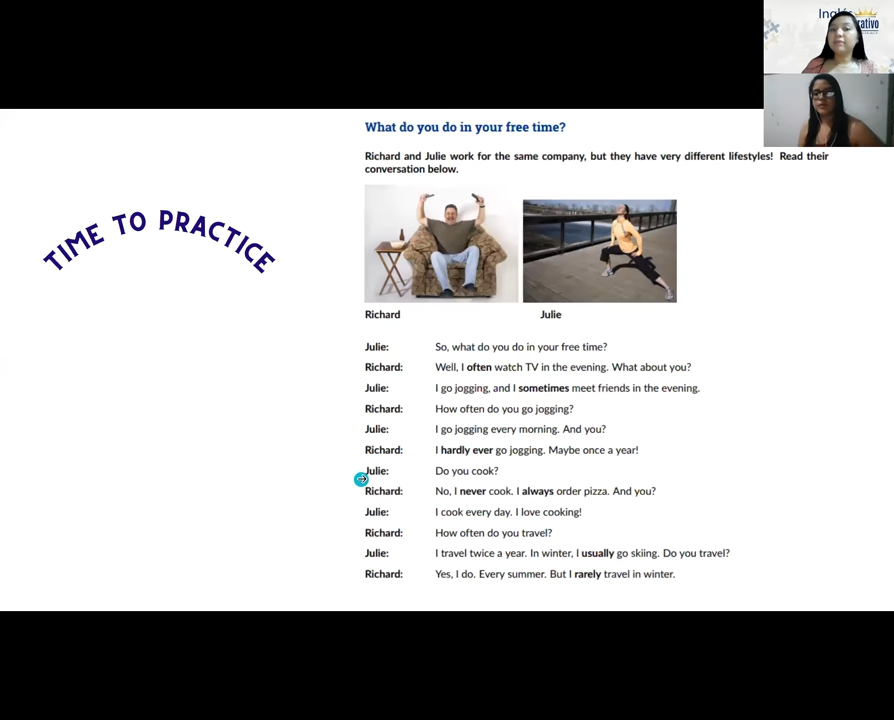 Inglés
rativo
TIME TO PRACTICE
What do you do in your free time?
Richard and Julie work for the same company, but they have very different lifestyles! Read their
conversation below.
Richard Julie
Julie: So, what do you do in your free time?
Richard: Well, I often watch TV in the evening. What about you?
Julie: I go jogging, and I sometimes meet friends in the evening.
Richard: How often do you go jogging?
Julie: I go jogging every morning. And you?
Richard: I hardly ever go jogging. Maybe once a year!
Julie: Do you cook?
Richard: No, I never cook. I always order pizza. And you?
Julie: I cook every day. I love cooking!
Richard: How often do you travel?
Julie: I travel twice a year. In winter, I usually go skiing. Do you travel?
Richard: Yes, I do. Every summer. But I rarely travel in winter.